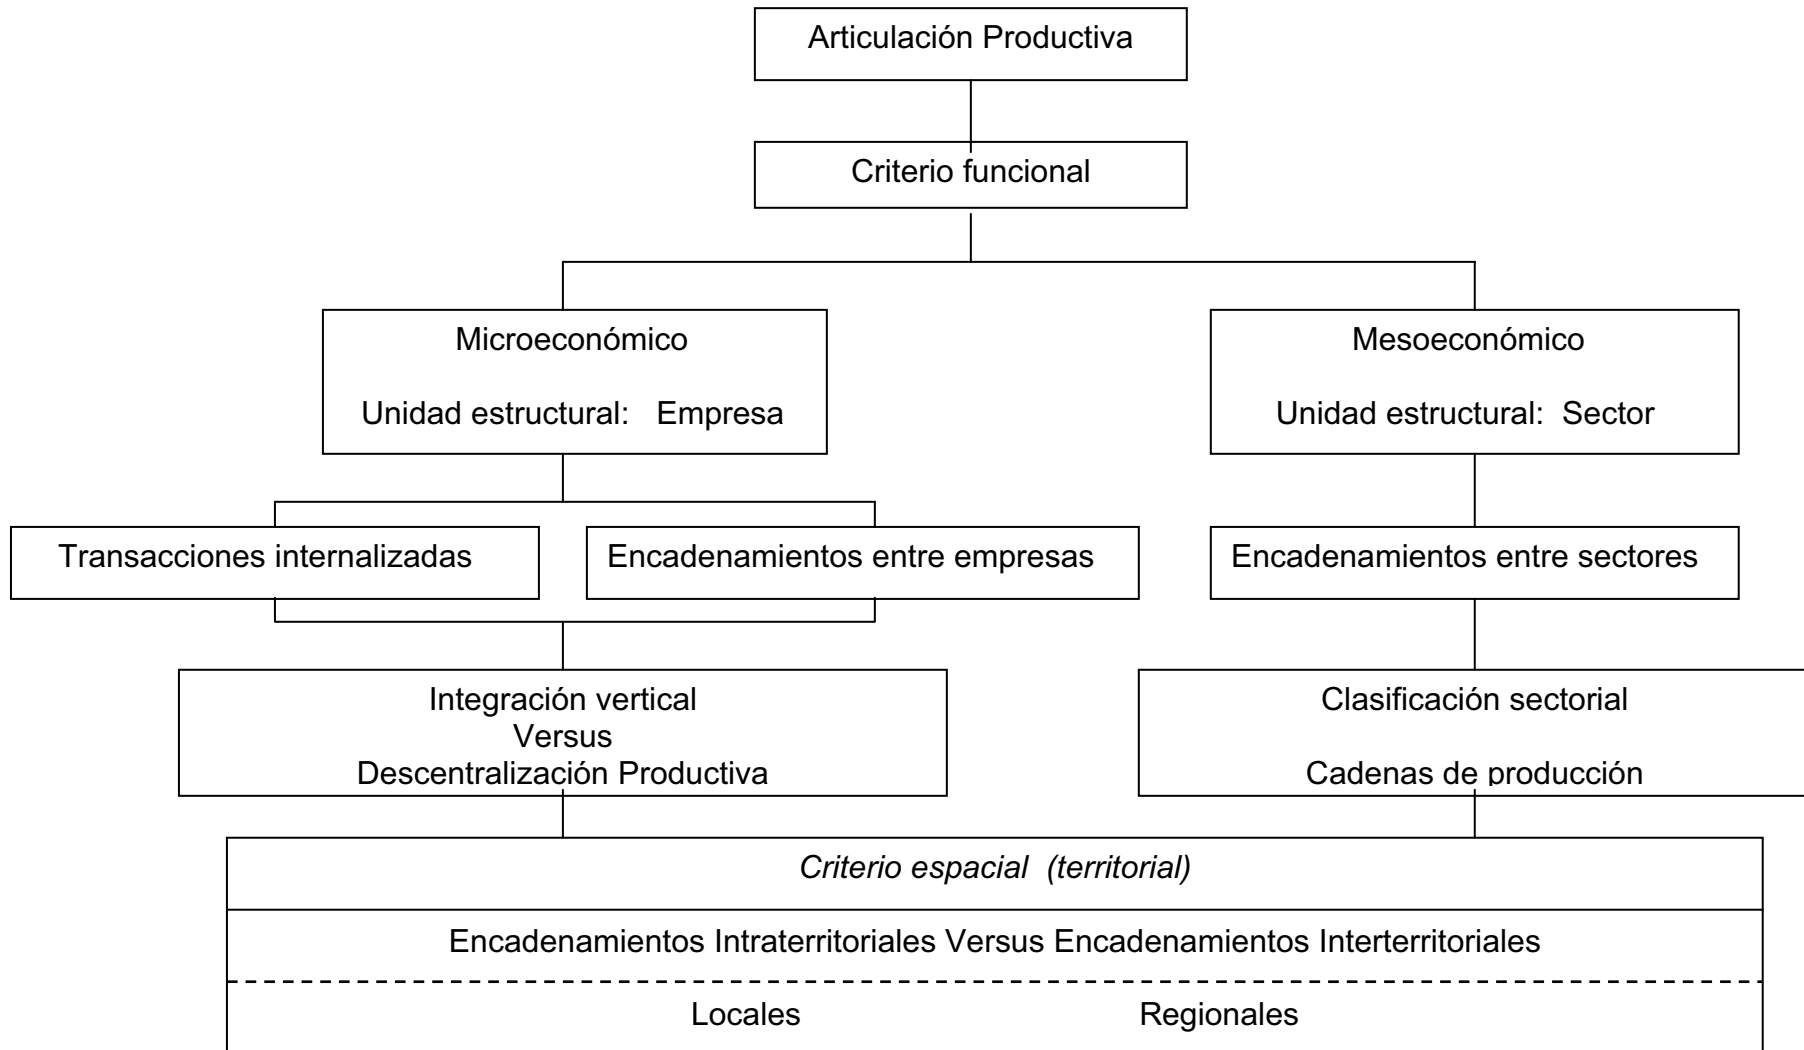 Articulación Productiva
Criterio funcional
Microeconómico
Unidad estructural: Empresa
Mesoeconómico
Unidad estructural: Sector
Transacciones internalizadas
Encadenamientos entre empresas
Encadenamientos entre sectores
Integración vertical
Versus
Descentralización Productiva
Clasificación sectorial
Cadenas de producción
Criterio espacial (territorial)
Encadenamientos Intraterritoriales Versus Encadenamientos Interterritoriales
Locales Regionales